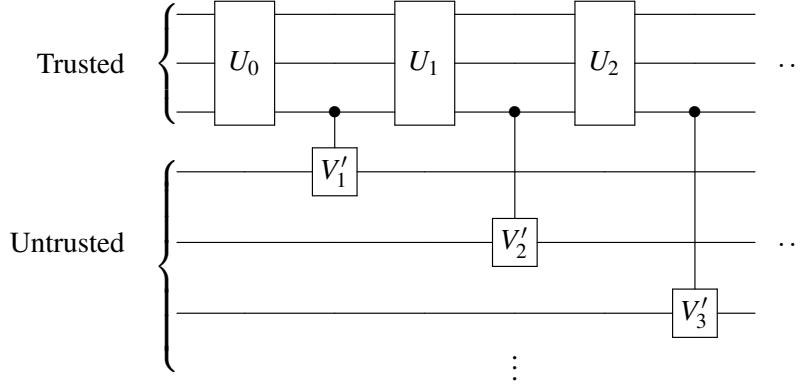 Trusted
U₀ U₁ U₂ ··
V′₁
Untrusted
V′₂ ··
V′₃
⋮